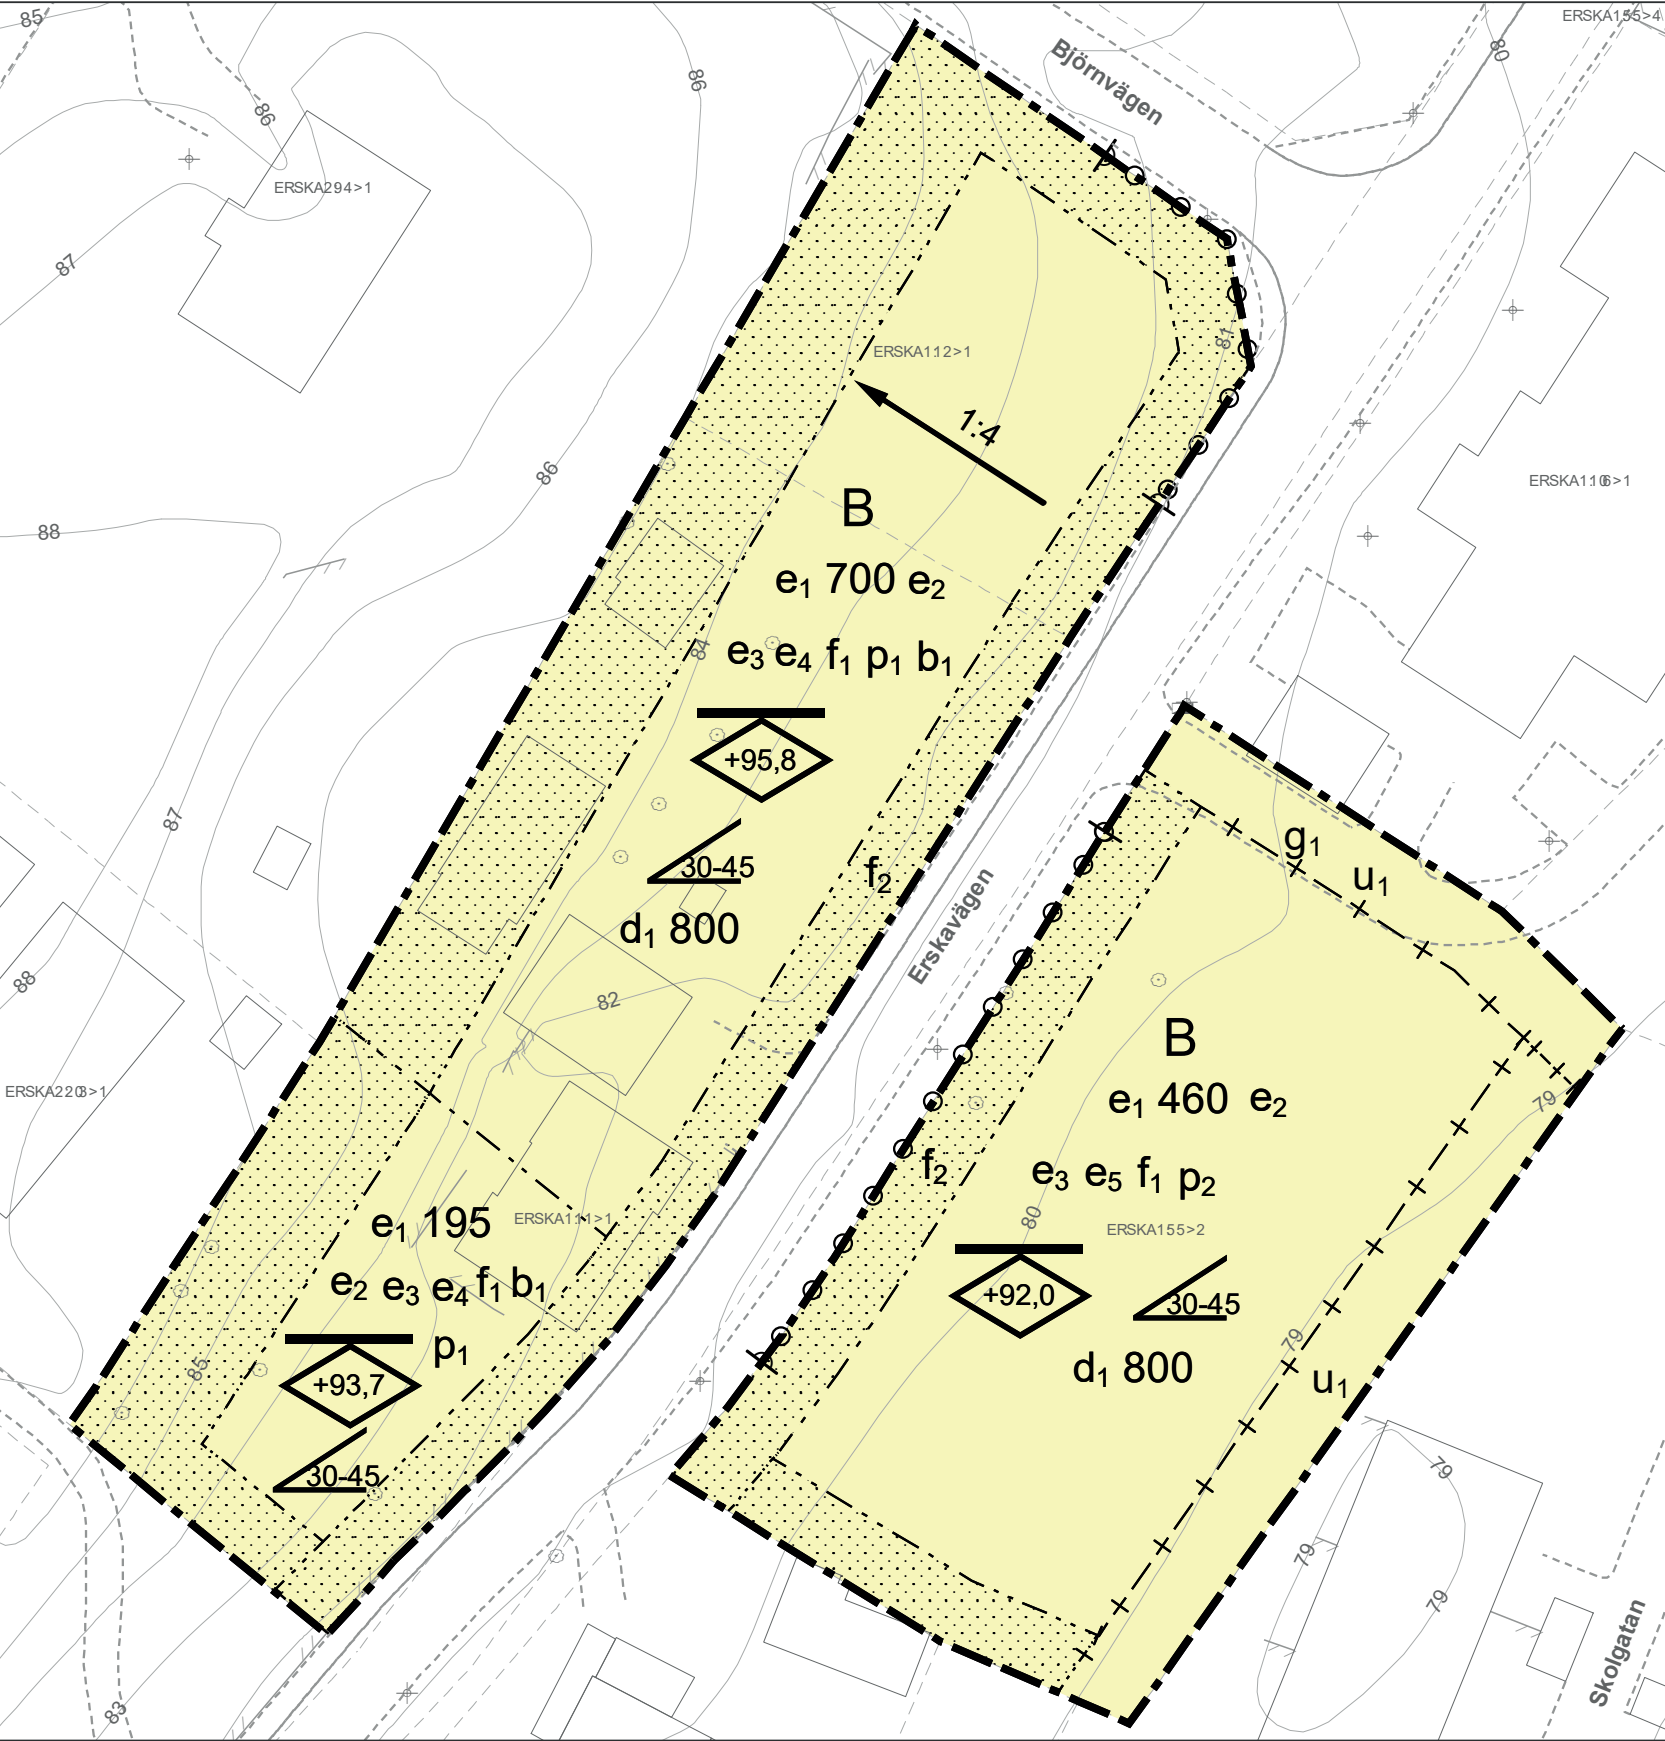 85
ERSKA155>4
Björnvägen
80
86
86
ERSKA294>1
87
81
ERSKA112>1
1:4
86
ERSKA110
6>1
B
88
e₁ 700 e₂
84
e₃ e₄ f₁ p₁ b₁
+95,8
87
g₁
30-45
f₂
u₁
d₁ 800
Erskavägen
88
82
B
ERSKA220
3>1
79
e₁ 460 e₂
f₂
e₃ e₅ f₁ p₂
e₁ 195
ERSKA111>1
80
ERSKA155>2
e₂ e₃ e₄ f₁ b₁
+92,0
30-45
p₁
79
85
+93,7
d₁ 800
u₁
30-45
79
79
79
Skolgatan
83